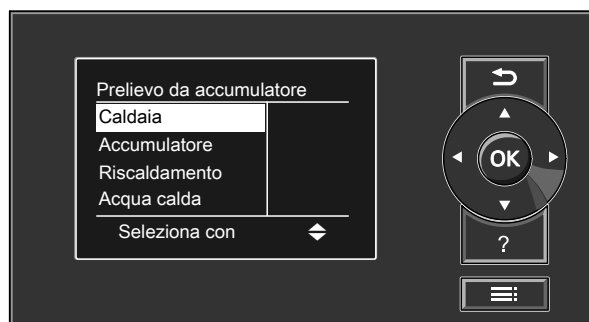 Prelievo da accumulatore
Caldaia
Accumulatore
Riscaldamento
Acqua calda
Seleziona con
OK
?